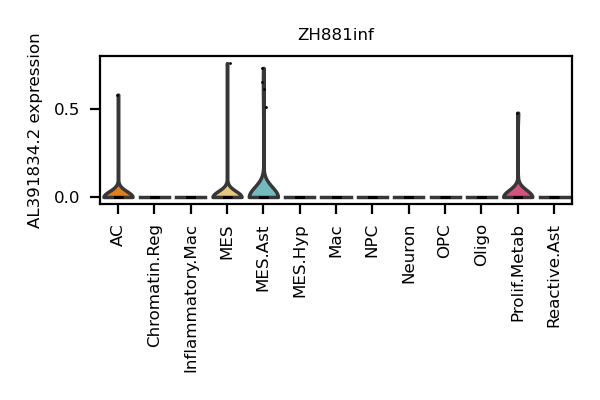 ZH881inf
AL391834.2 expression
0.5
0.0
AC
Chromatin.Reg
Inflammatory.Mac
MES
MES.Ast
MES.Hyp
Mac
NPC
Neuron
OPC
Oligo
Prolif.Metab
Reactive.Ast